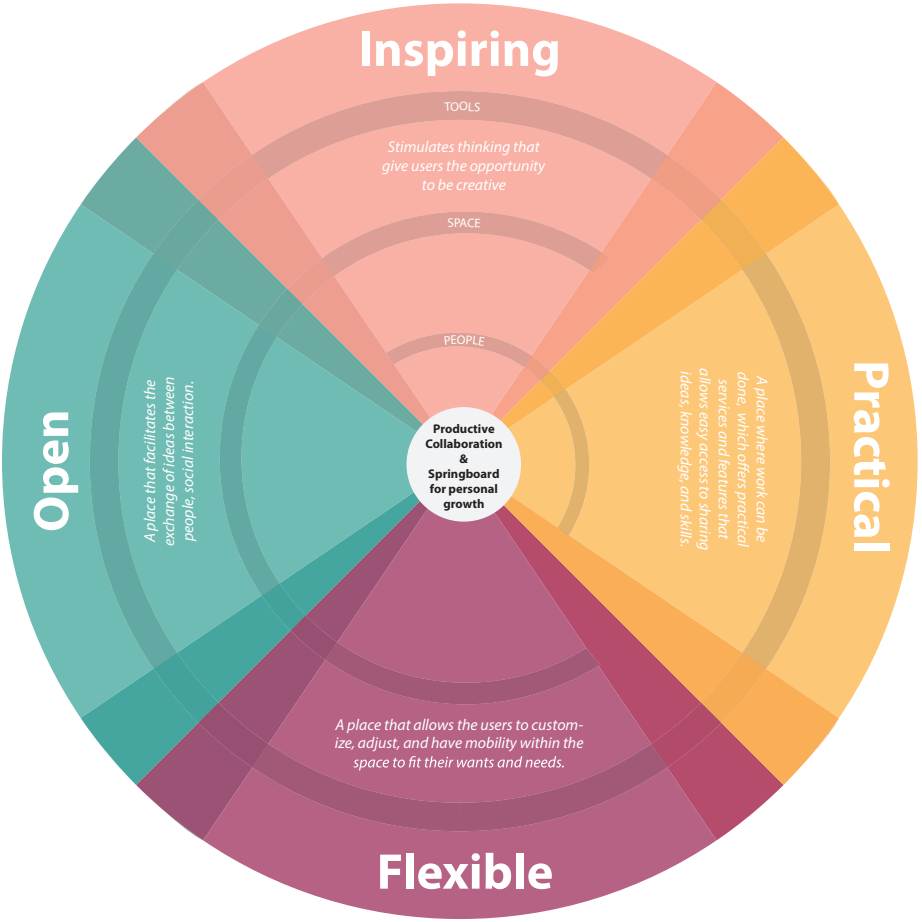 Inspiring
TOOLS
Stimulates thinking that
give users the opportunity
to be creative
SPACE
PEOPLE
Productive
Collaboration
&
Springboard
for personal
growth
Open
A place that facilitates the
exchange of ideas between
people, social interaction.
Practical
A place where work can be
done, which offers practical
services and features that
allows easy access to sharing
ideas, knowledge, and skills.
A place that allows the users to custom-
ize, adjust, and have mobility within the
space to fit their wants and needs.
Flexible